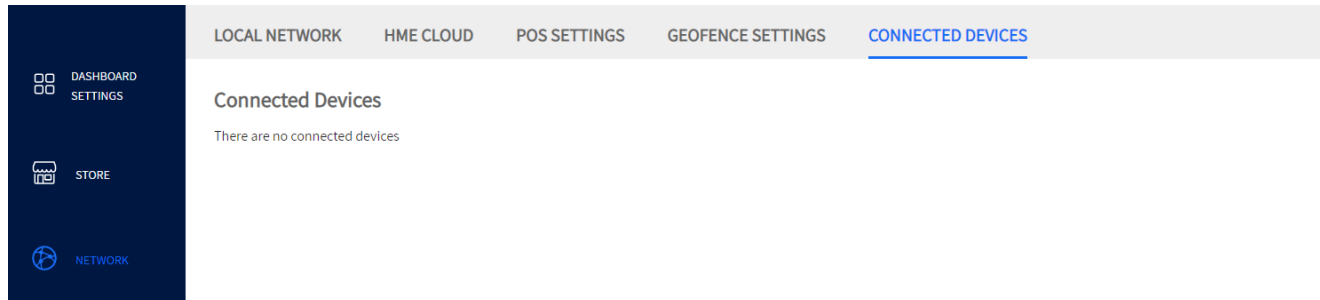 LOCAL NETWORK HME CLOUD POS SETTINGS GEOFENCE SETTINGS CONNECTED DEVICES
DASHBOARD
SETTINGS
STORE
NETWORK
Connected Devices
There are no connected devices